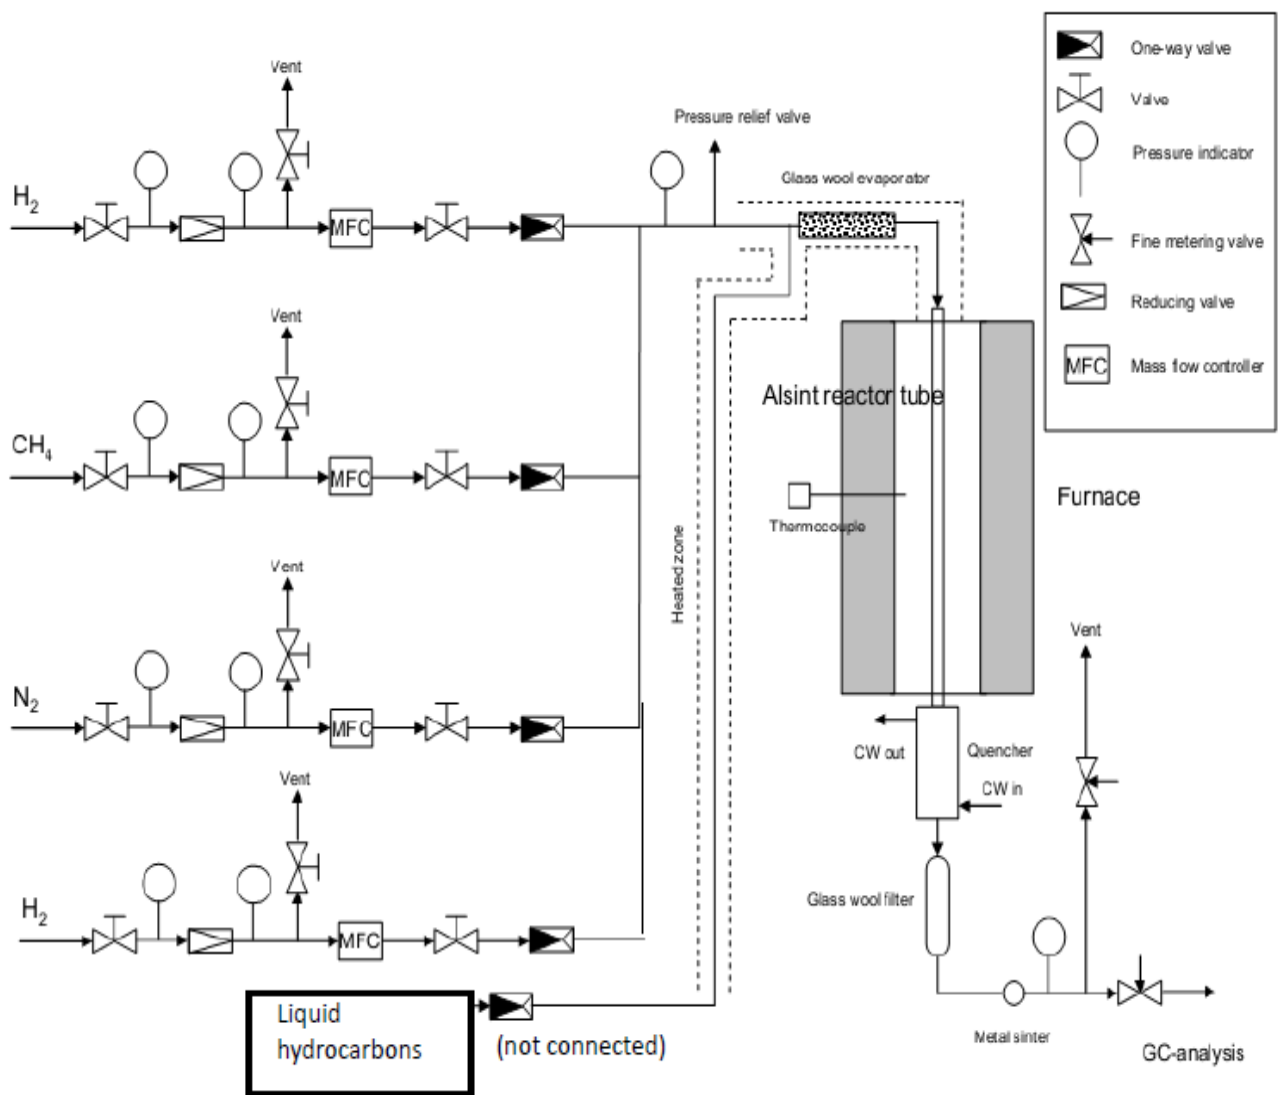 Vent
H2
MFC
Pressure relief valve
Glass wool evaporator
One-way valve
Valve
Pressure indicator
Fine metering valve
Reducing valve
MFC
Mass flow controller
Vent
CH4
MFC
Alsint reactor tube
Thermocouple
Furnace
Heated zone
Vent
N2
MFC
Vent
CW out
Quencher
CW in
Vent
H2
MFC
Glass wool filter
Metal sinter
GC-analysis
Liquid
hydrocarbons
(not connected)